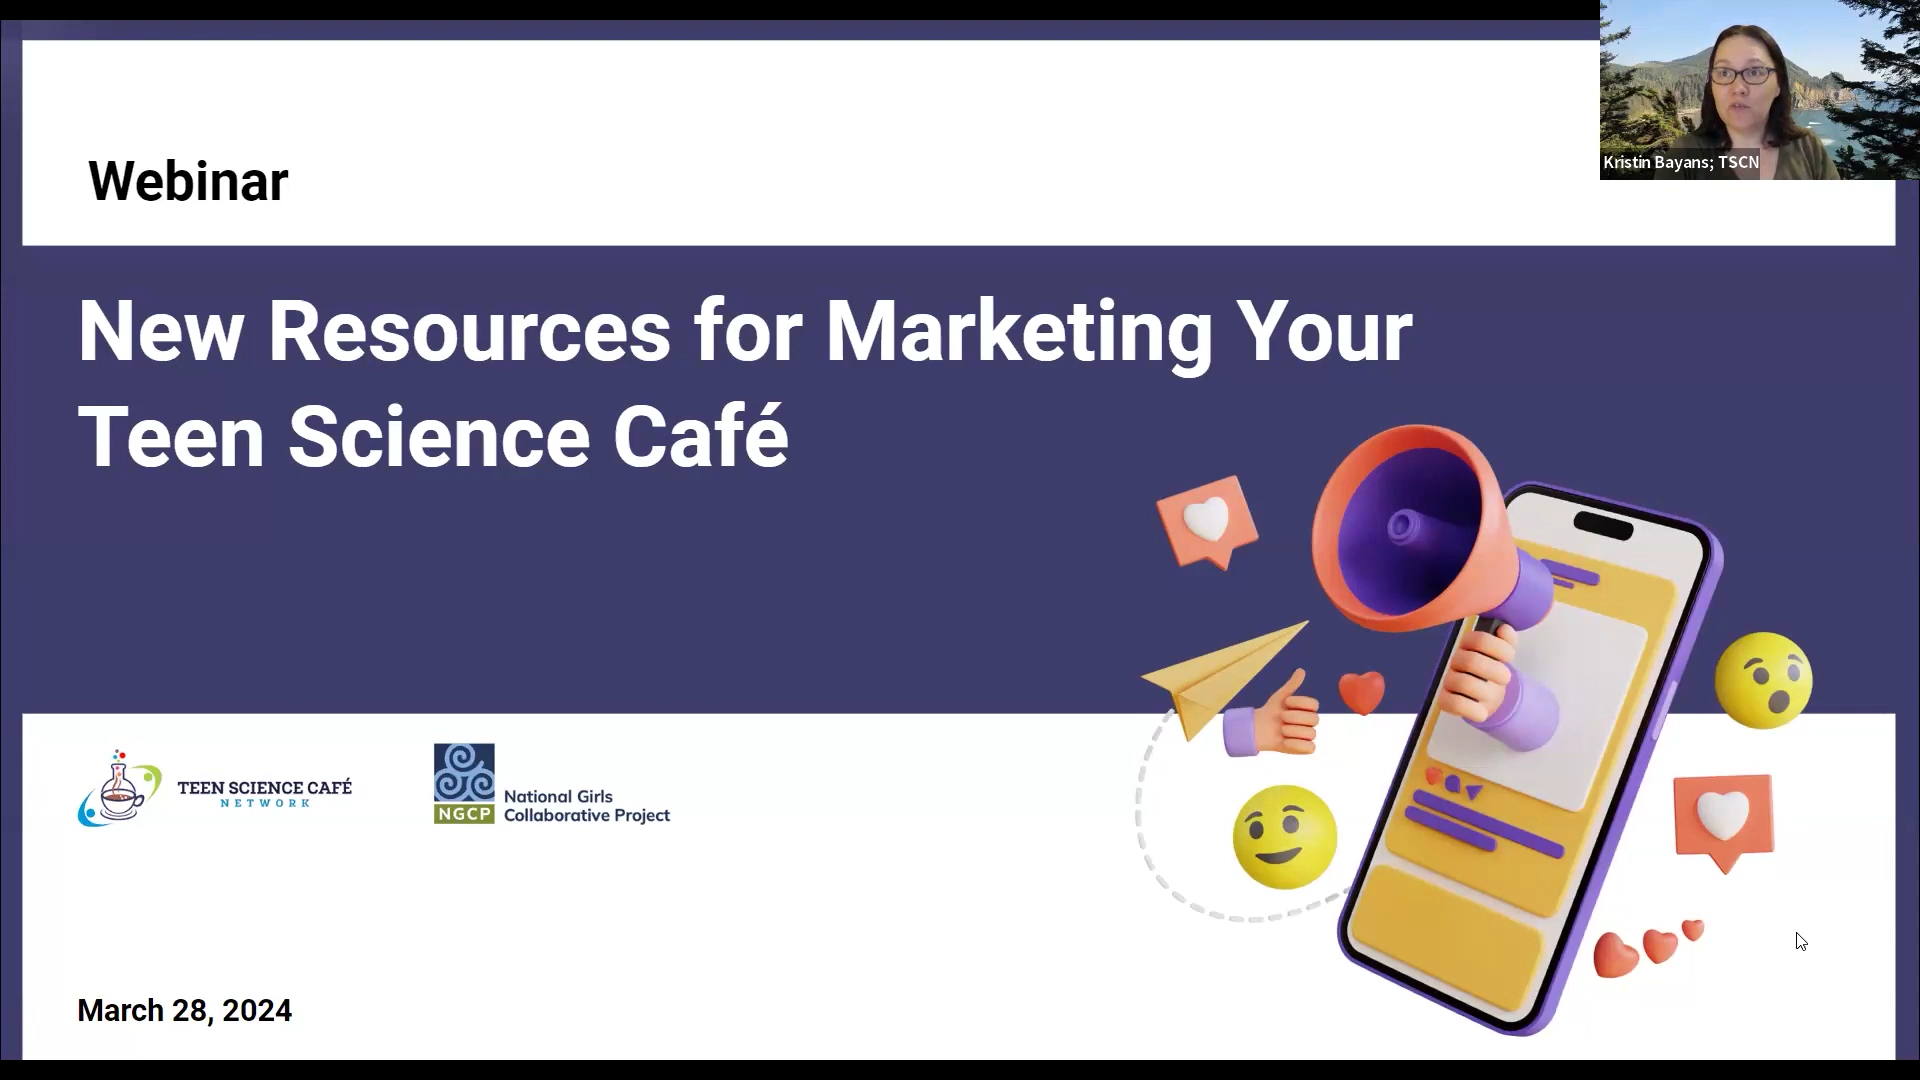 Kristin Bayans; TSCN
Webinar
New Resources for Marketing Your
Teen Science Café
TEEN SCIENCE CAFÉ
NETWORK
NGCP
National Girls
Collaborative Project
March 28, 2024